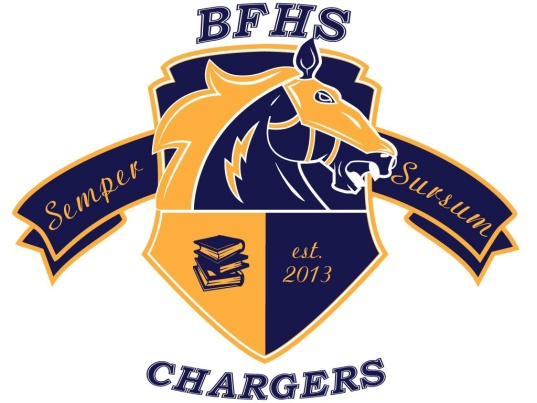 BFHS
Semper Sursum
est.
2013
CHARGERS